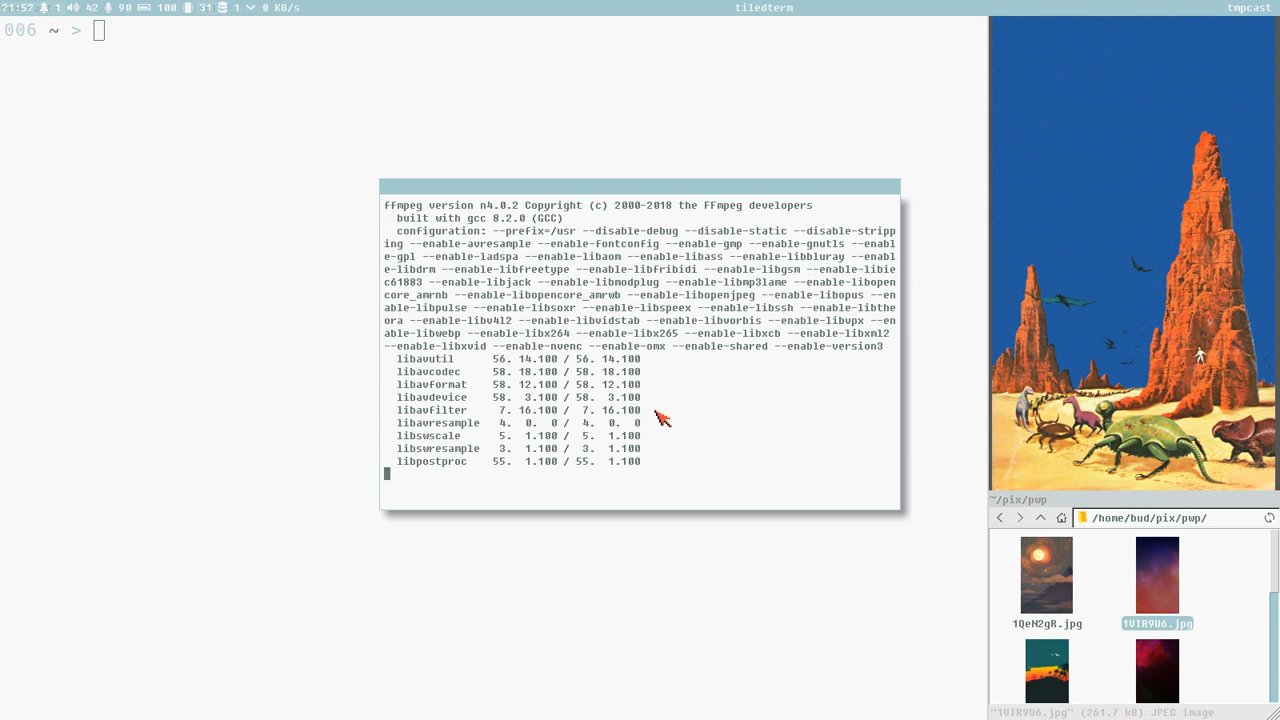 21:52 1 42 90 100 31 1 0 KB/s
tiledterm
tmpcast
006 ~ >
ffmpeg version n4.0.2 Copyright (c) 2000-2018 the FFmpeg developers
built with gcc 8.2.0 (GCC)
configuration: --prefix=/usr --disable-debug --disable-static --disable-stripp
ing --enable-avresample --enable-fontconfig --enable-gmp --enable-gnutls --enabl
e-gpl --enable-ladspa --enable-libaom --enable-libass --enable-libbluray --enabl
e-libdrm --enable-libfreetype --enable-libfribidi --enable-libgsm --enable-libie
c61883 --enable-libjack --enable-libmodplug --enable-libmp3lame --enable-libopen
core_amrnb --enable-libopencore_amrwb --enable-libopenjpeg --enable-libopus --en
able-libpulse --enable-libsoxr --enable-libspeex --enable-libssh --enable-libthe
ora --enable-libv4l2 --enable-libvidstab --enable-libvorbis --enable-libvpx --en
able-libwebp --enable-libx264 --enable-libx265 --enable-libxcb --enable-libxml2
--enable-libxvid --enable-nvenc --enable-omx --enable-shared --enable-version3
libavutil 56. 14.100 / 56. 14.100
libavcodec 58. 18.100 / 58. 18.100
libavformat 58. 12.100 / 58. 12.100
libavdevice 58. 3.100 / 58. 3.100
libavfilter 7. 16.100 / 7. 16.100
libavresample 4. 0. 0 / 4. 0. 0
libswscale 5. 1.100 / 5. 1.100
libswresample 3. 1.100 / 3. 1.100
libpostproc 55. 1.100 / 55. 1.100
~/pix/pwp
/home/bud/pix/pwp/
1QeN2gR.jpg
1VIR9U6.jpg
"1VIR9U6.jpg" (261.7 kB) JPEG image